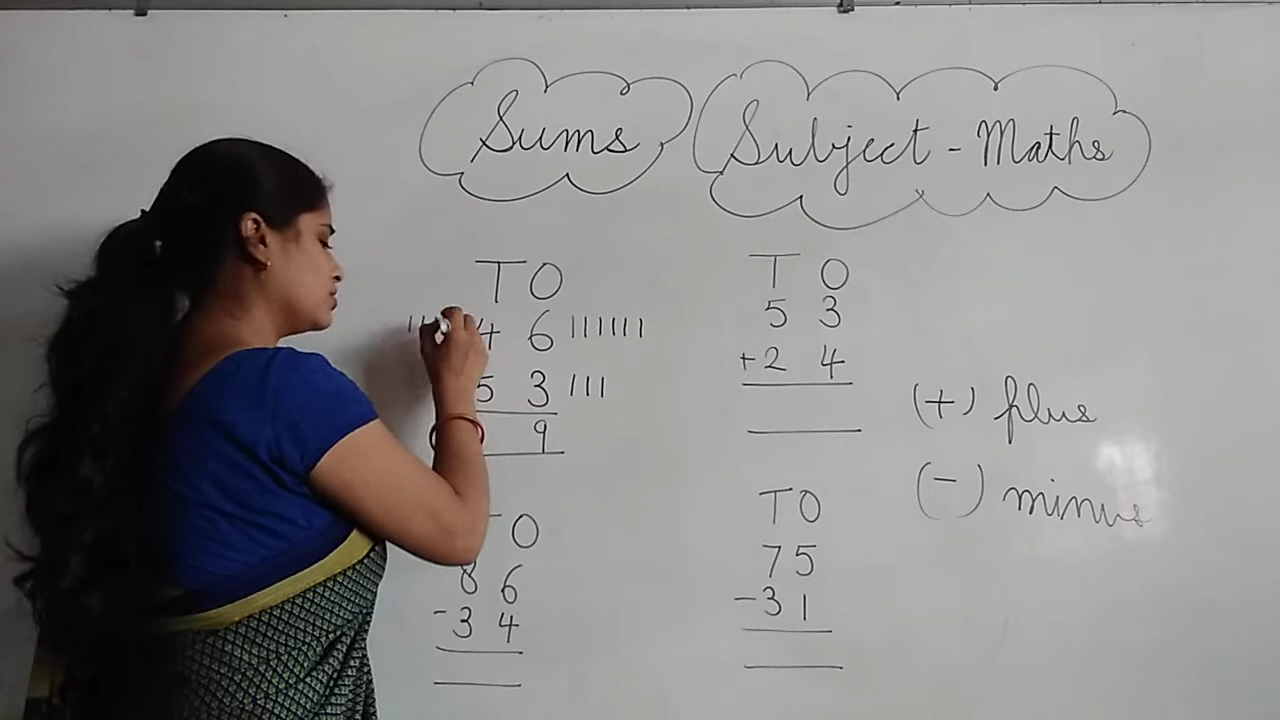 Sums
Subject - Maths
T O
4 6 ||||||
5 3 |||
9
T O
5 3
+2 4
(+) plus
(-) minus
O
8 6
-3 4
T O
7 5
-3 1